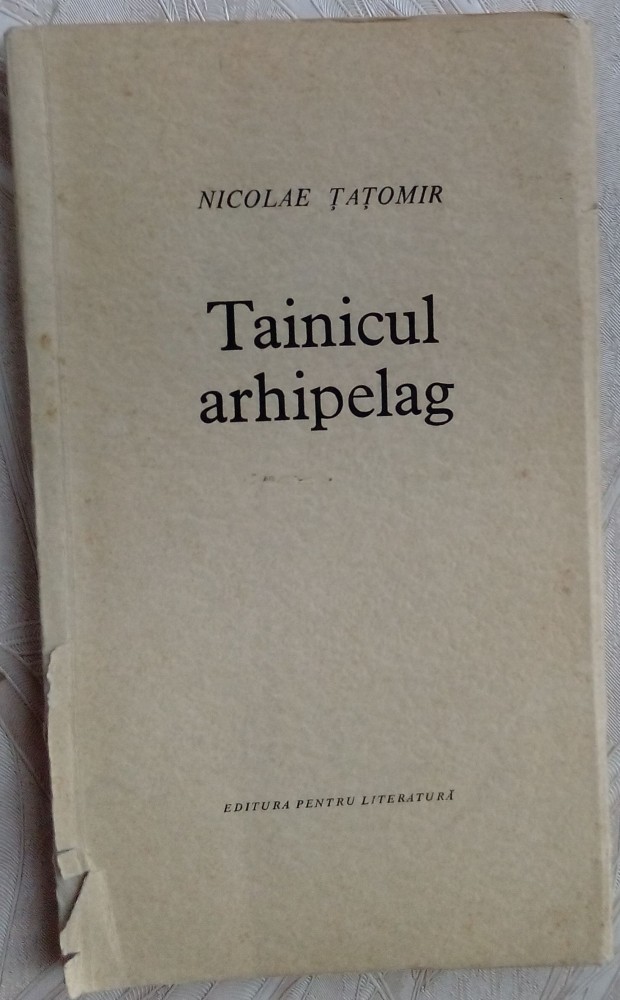 NICOLAE ȚAȚOMIR
Tainicul
arhipelag
EDITURA PENTRU LITERATURĂ